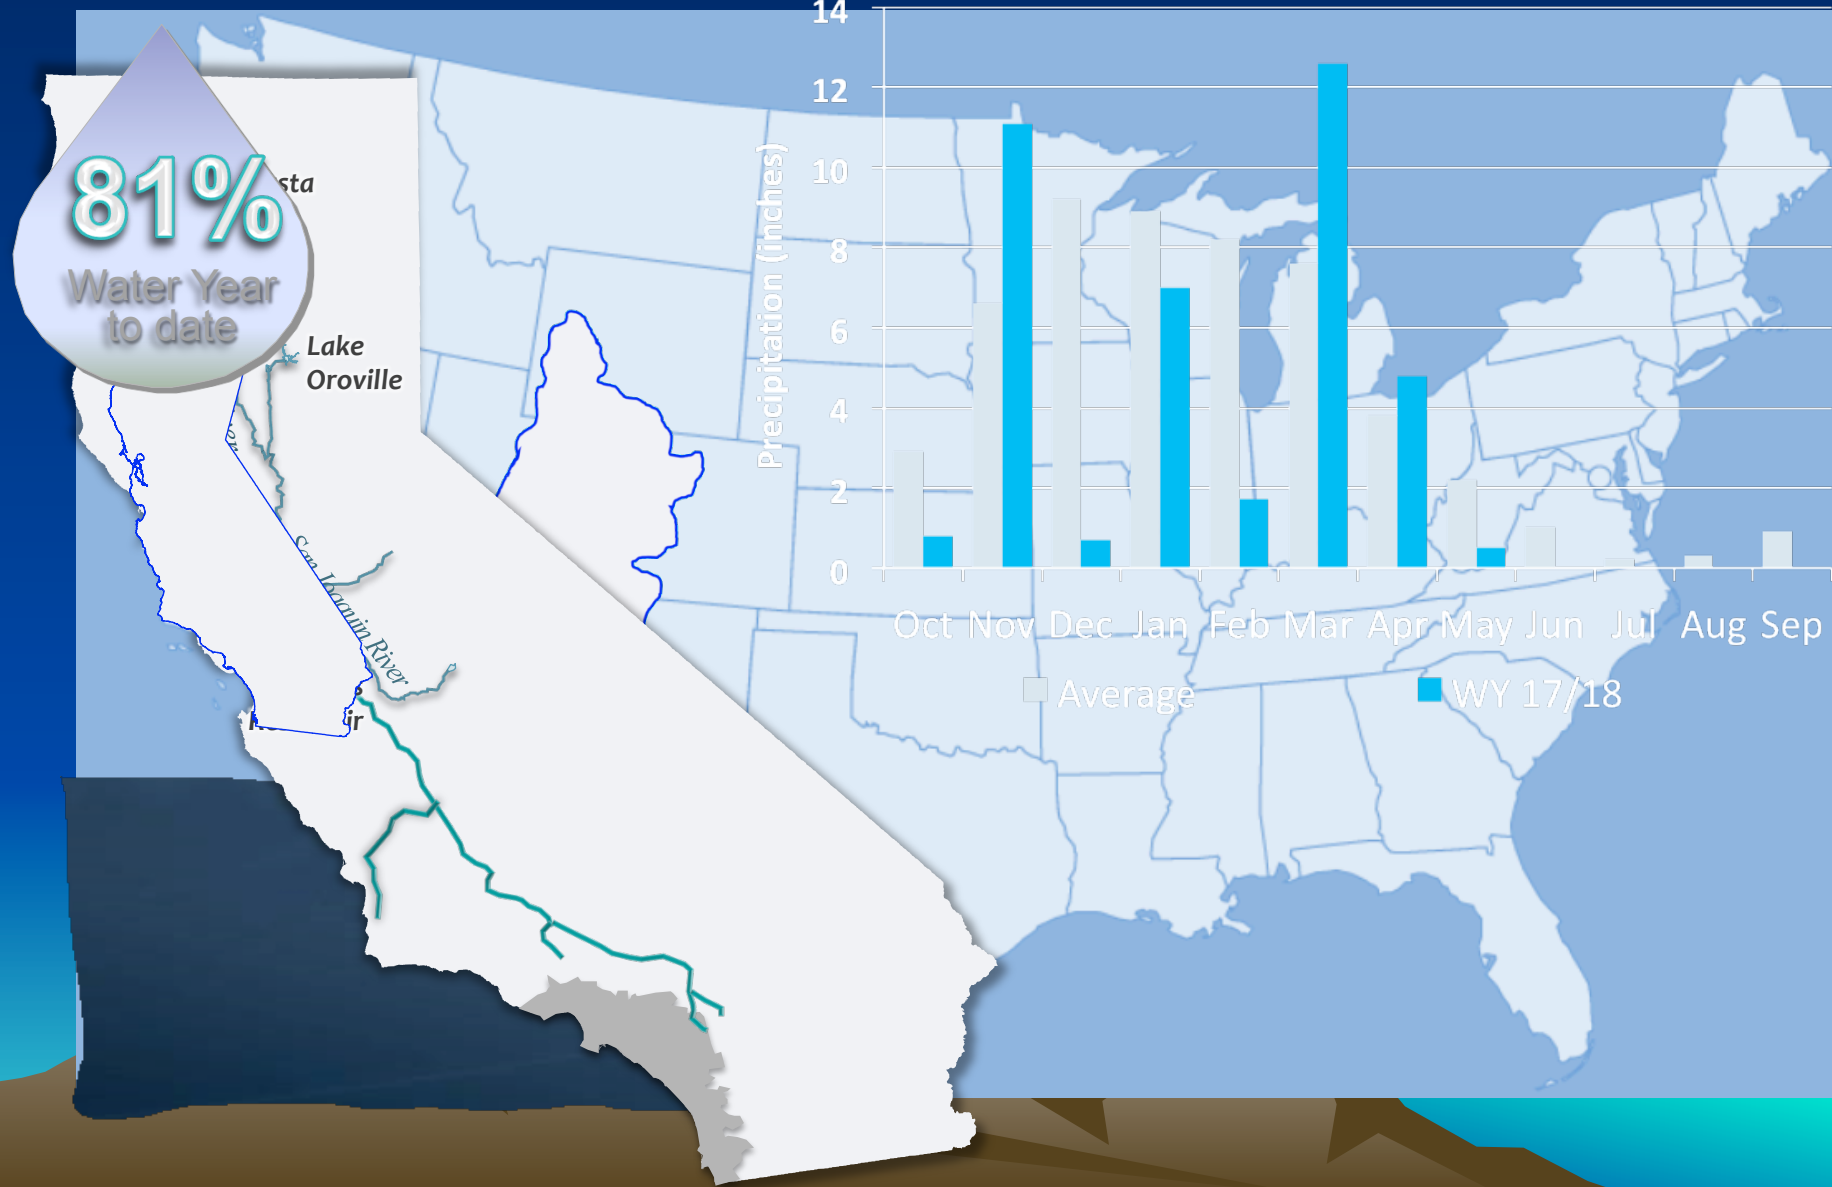 81%
Water Year
to date
Lake
Oroville
San Joaquin River
Precipitation (inches)
14
12
10
8
6
4
2
0
Oct Nov Dec Jan Feb Mar Apr May Jun Jul Aug Sep
Average
WY 17/18